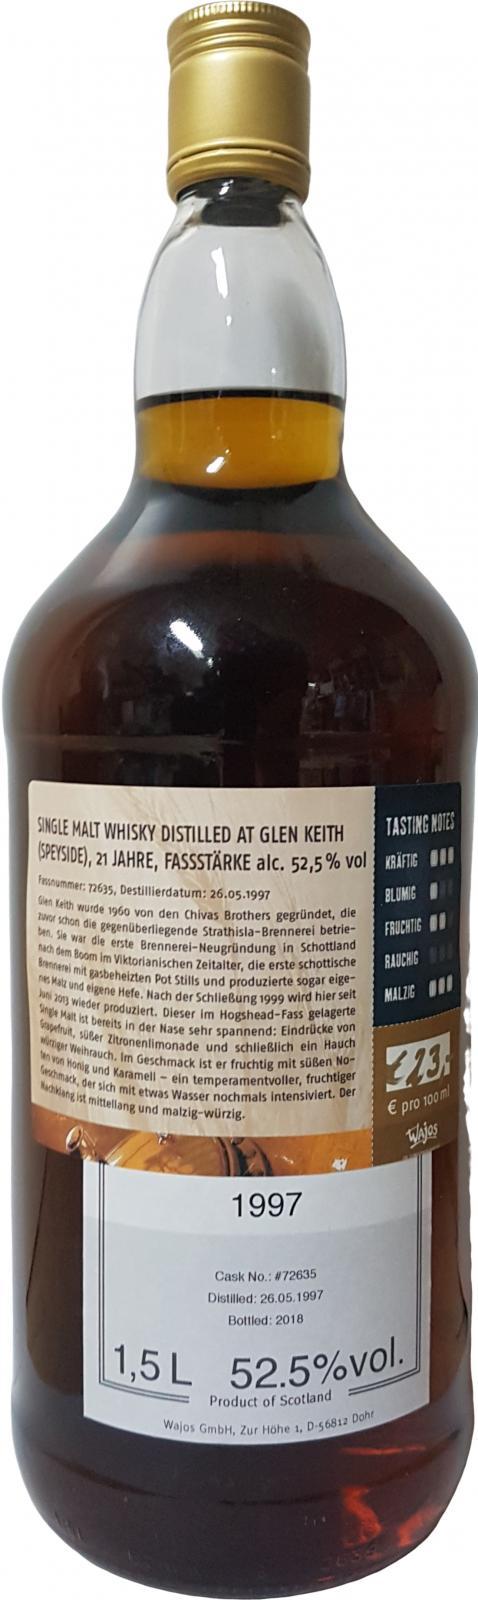 SINGLE MALT WHISKY DISTILLED AT GLEN KEITH
(SPEYSIDE), 21 JAHRE, FASSSTÄRKE alc. 52,5 % vol
Fassnummer: 72635, Destillierdatum: 26.05.1997
Glen Keith wurde 1960 von den Chivas Brothers gegründet, die
zuvor schon die gegenüberliegende Strathisla-Brennerei betrie-
ben. Sie war die erste Brennerei-Neugründung in Schottland
nach dem Boom im Viktorianischen Zeitalter, die erste schottische
Brennerei mit gasbeheizten Pot Stills und produzierte sogar eige-
nes Malz und eigene Hefe. Nach der Schließung 1999 wird hier seit
Juni 2013 wieder produziert. Dieser im Hogshead-Fass gelagerte
Single Malt ist bereits in der Nase sehr spannend: Eindrücke von
Grapefruit, süßer Zitronenlimonade und schließlich ein Hauch
würziger Weihrauch. Im Geschmack ist er fruchtig mit süßen No-
ten von Honig und Karamell – ein temperamentvoller, fruchtiger
Geschmack, der sich mit etwas Wasser nochmals intensiviert. Der
Nachklang ist mittellang und malzig-würzig.
TASTING NOTES
KRÄFTIG
BLUMIG
FRUCHTIG
RAUCHIG
MALZIG
€ pro 100 ml
WAJOS
1997
Cask No.: #72635
Distilled: 26.05.1997
Bottled: 2018
1,5 L 52.5%vol.
Product of Scotland
Wajos GmbH, Zur Höhe 1, D-56812 Dohr